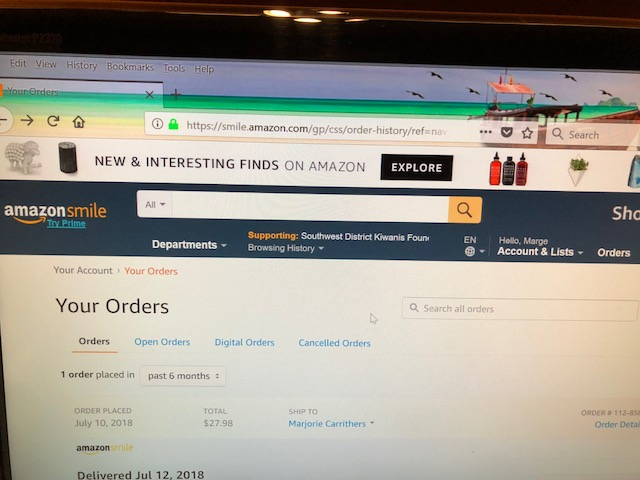 File Edit View History Bookmarks Tools Help
Your Orders × +
https://smile.amazon.com/gp/css/order-history/ref=nav Search
NEW & INTERESTING FINDS ON AMAZON EXPLORE
amazonsmile All Sho
Try Prime
Departments Supporting: Southwest District Kiwanis Foun
Browsing History
EN Hello, Marge
Account & Lists Orders
Your Account › Your Orders
Your Orders Search all orders
Orders Open Orders Digital Orders Cancelled Orders
1 order placed in past 6 months
ORDER PLACED TOTAL SHIP TO ORDER # 112-858
July 10, 2018 $27.98 Marjorie Carrithers Order Detai
amazonsmile
Delivered Jul 12, 2018